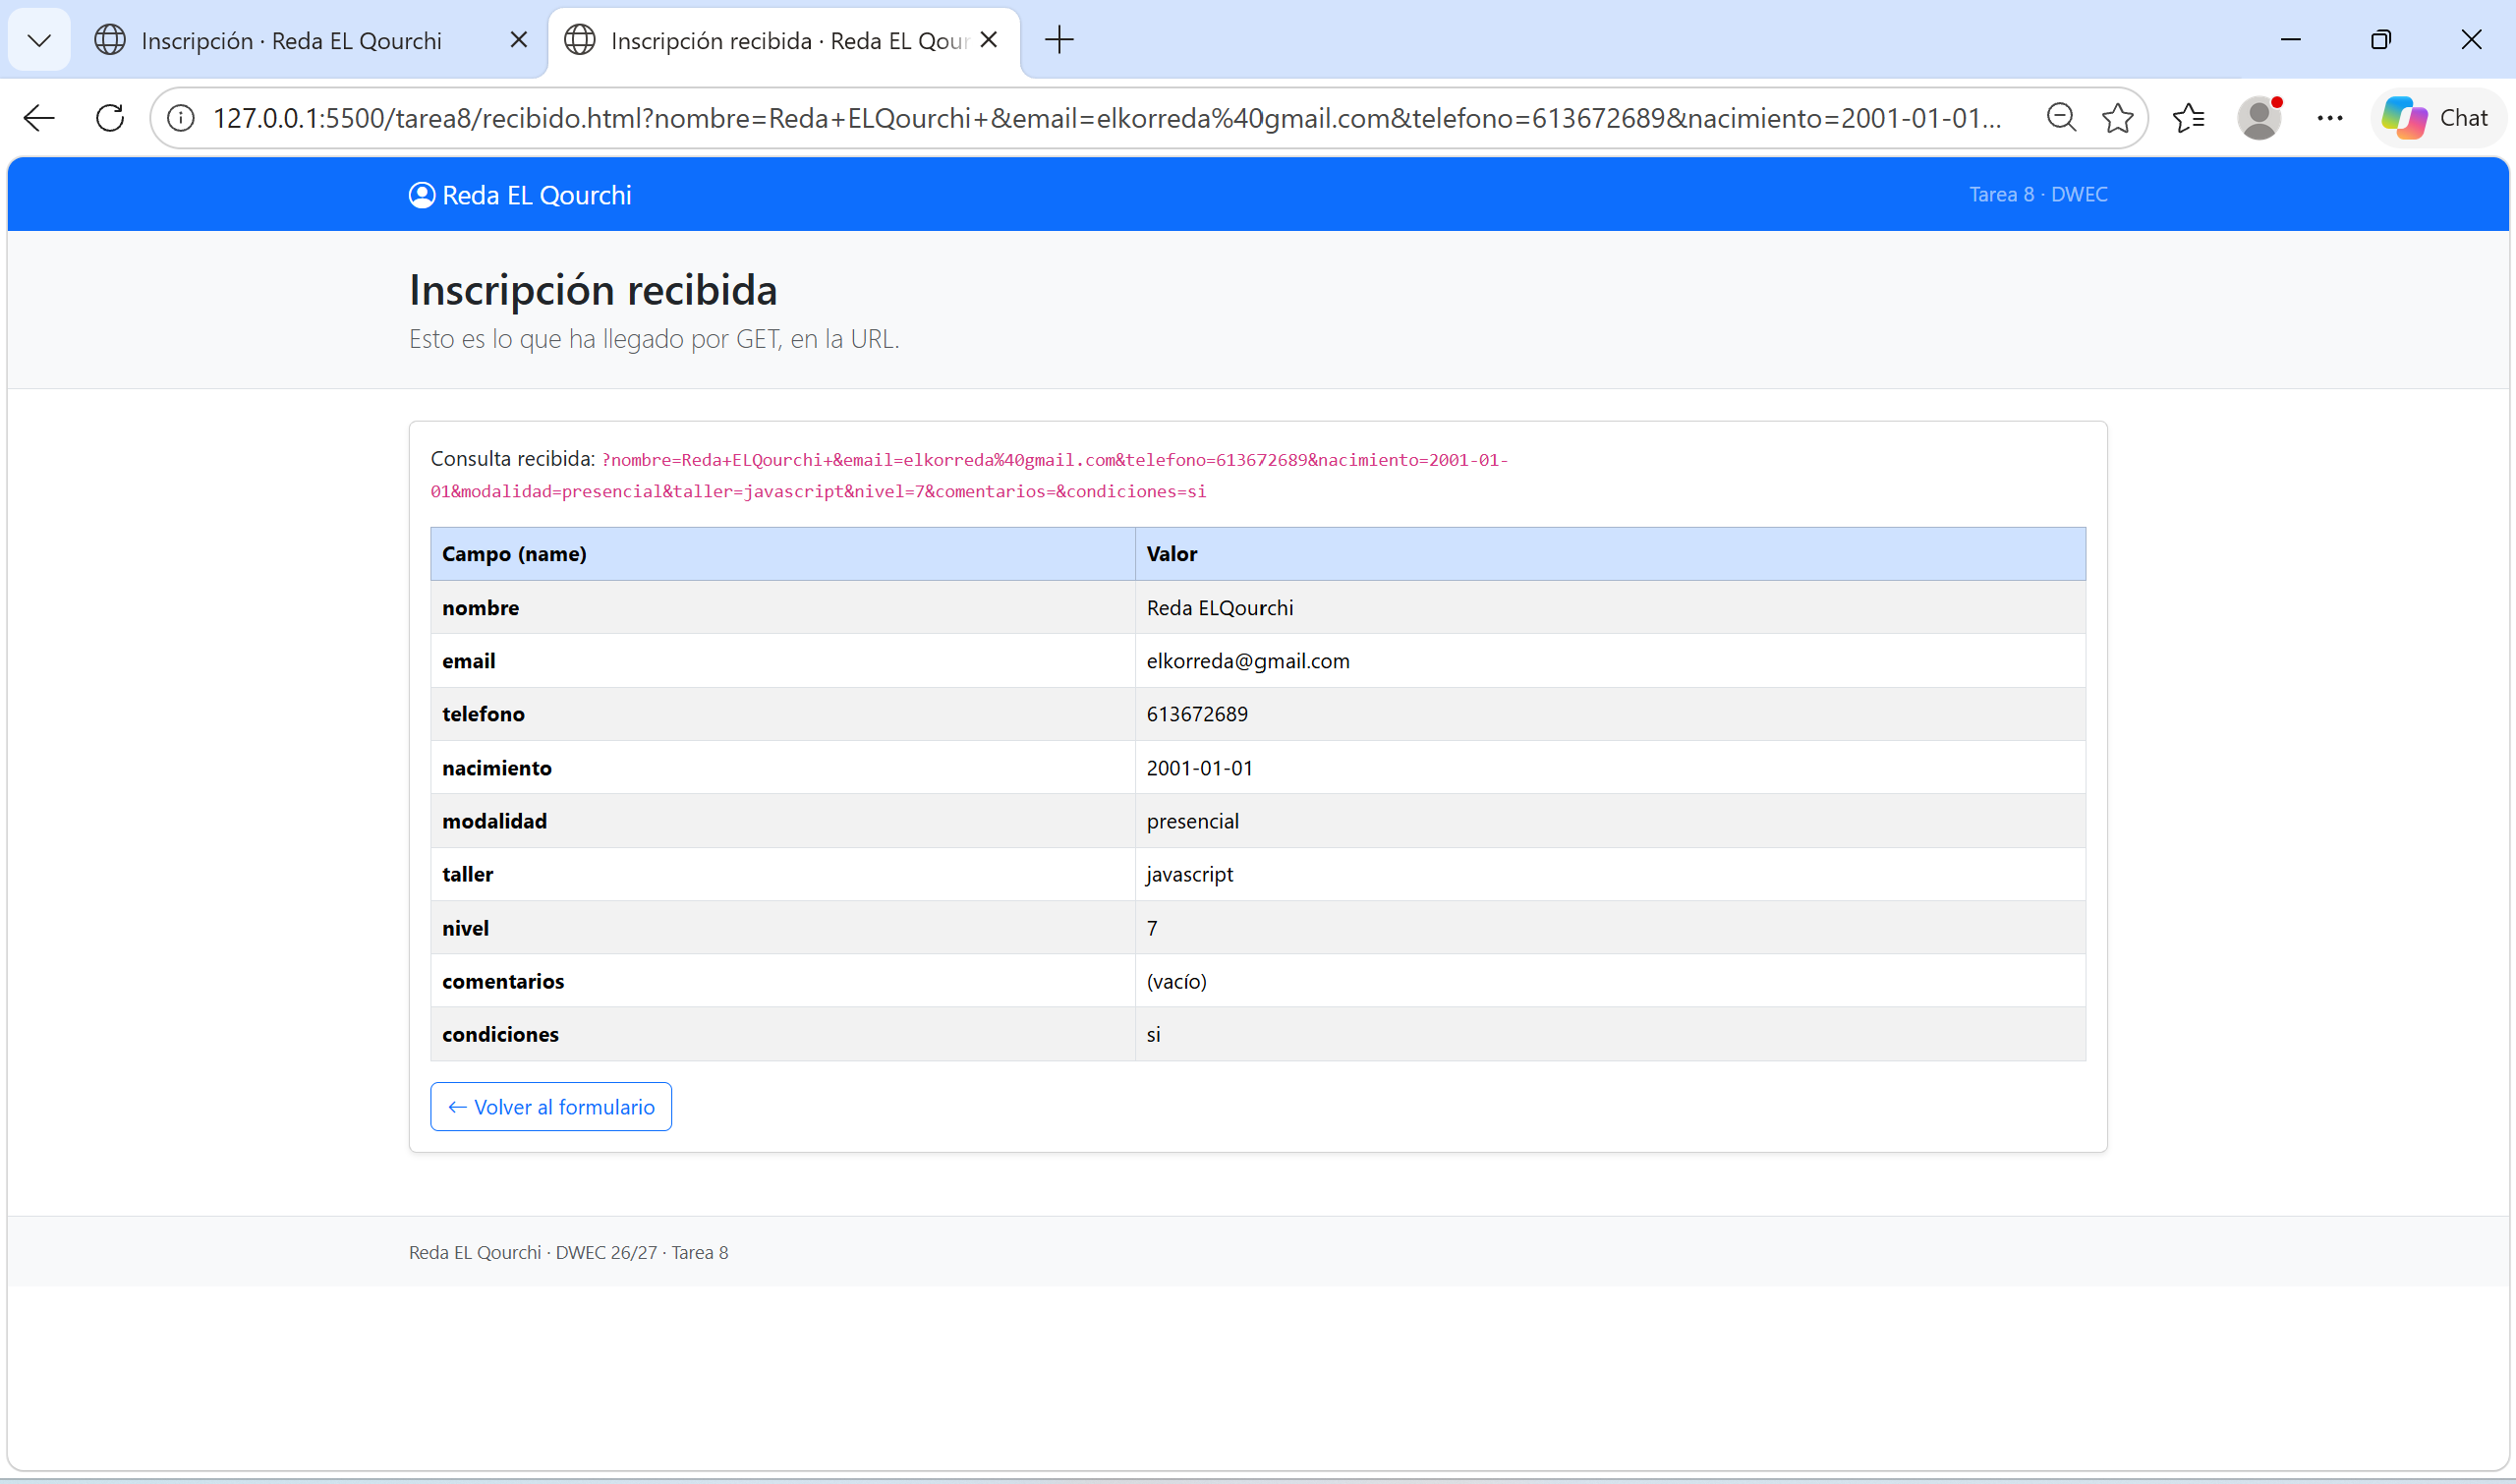 Inscripción · Reda EL Qourchi
Inscripción recibida · Reda EL Qour
127.0.0.1:5500/tarea8/recibido.html?nombre=Reda+ELQourchi+&email=elkorreda%40gmail.com&telefono=613672689&nacimiento=2001-01-01...
Chat
Reda EL Qourchi
Tarea 8 · DWEC
Inscripción recibida
Esto es lo que ha llegado por GET, en la URL.
Consulta recibida: ?nombre=Reda+ELQourchi+&email=elkorreda%40gmail.com&telefono=613672689&nacimiento=2001-01-
01&modalidad=presencial&taller=javascript&nivel=7&comentarios=&condiciones=si
Campo (name) Valor
nombre Reda ELQourchi
email elkorreda@gmail.com
telefono 613672689
nacimiento 2001-01-01
modalidad presencial
taller javascript
nivel 7
comentarios (vacío)
condiciones si
← Volver al formulario
Reda EL Qourchi · DWEC 26/27 · Tarea 8